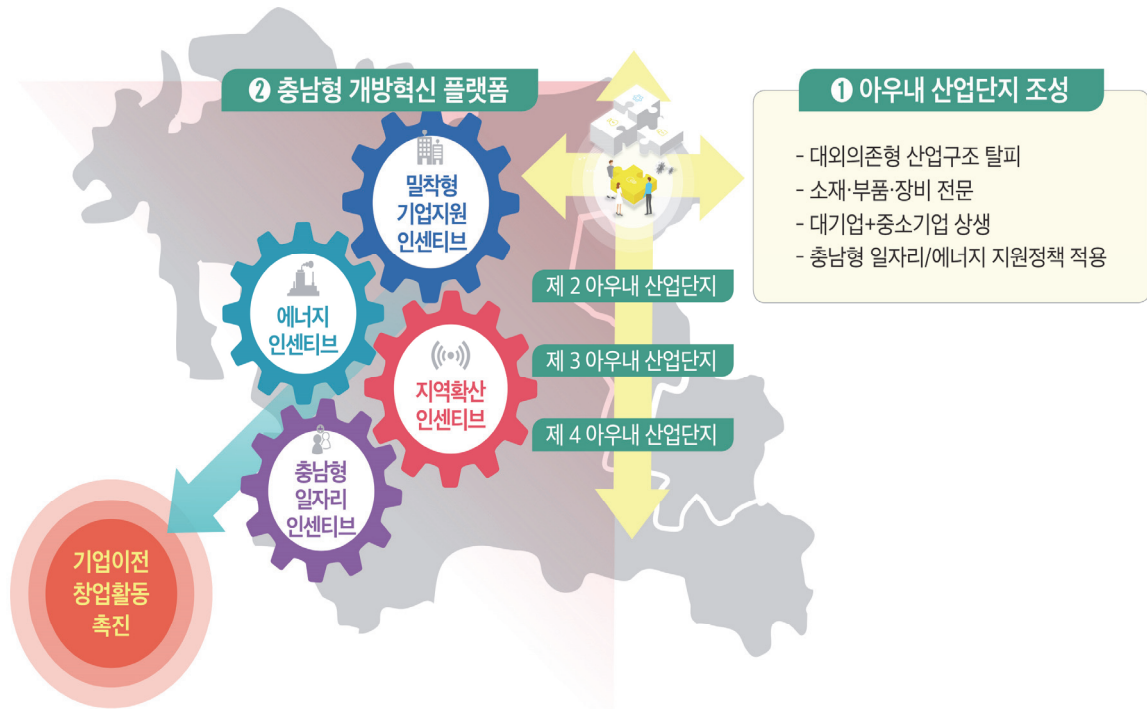 ❷ 충남형 개방혁신 플랫폼
밀착형
기업지원
인센티브
에너지
인센티브
지역확산
인센티브
충남형
일자리
인센티브
기업이전
창업활동
촉진
제 2 아우내 산업단지
제 3 아우내 산업단지
제 4 아우내 산업단지
❶ 아우내 산업단지 조성
- 대외의존형 산업구조 탈피
- 소재·부품·장비 전문
- 대기업+중소기업 상생
- 충남형 일자리/에너지 지원정책 적용